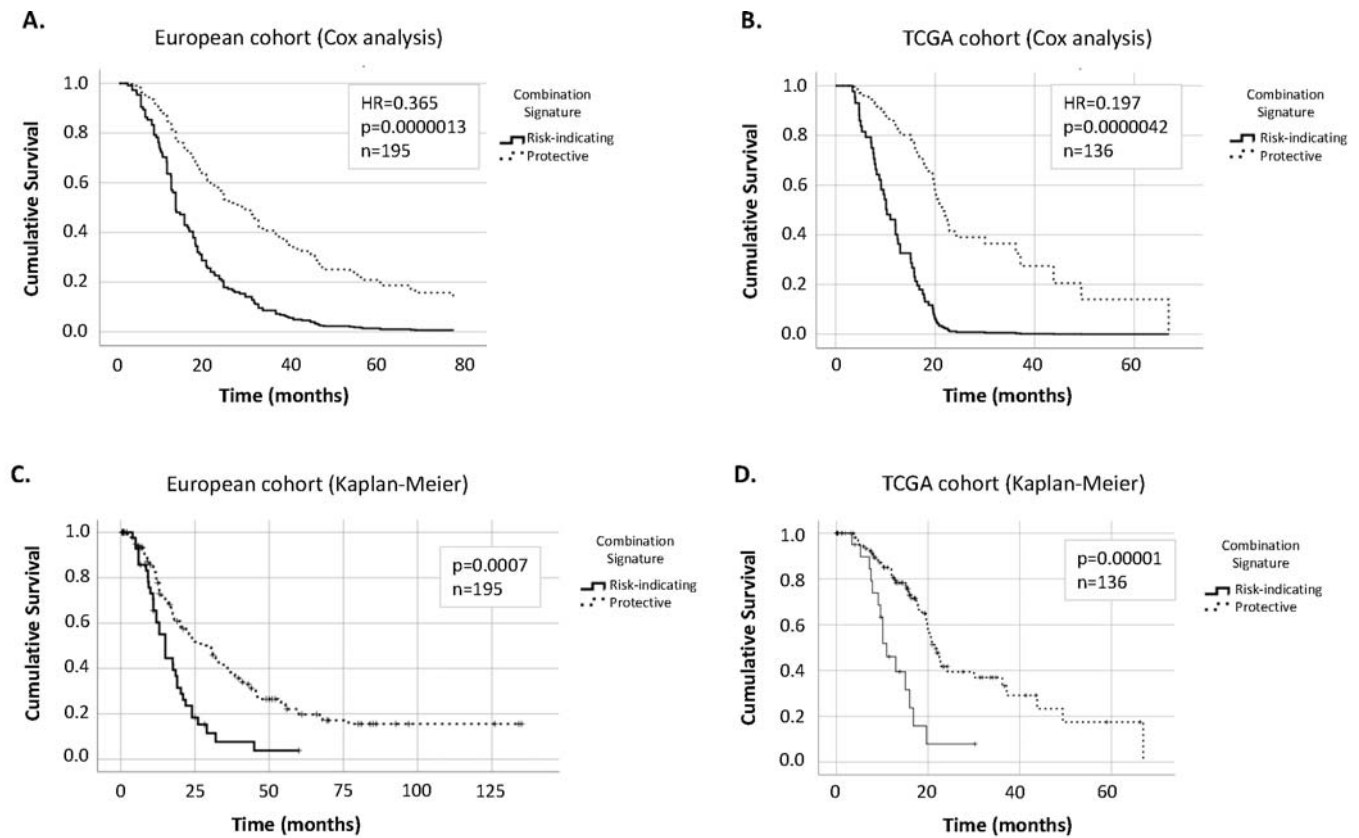 A.
European cohort (Cox analysis)
HR=0.365
p=0.0000013
n=195
Combination
Signature
Risk-indicating
Protective
1.0
0.8
0.6
0.4
0.2
0.0
Cumulative Survival
0 20 40 60 80
Time (months)
B.
TCGA cohort (Cox analysis)
HR=0.197
p=0.0000042
n=136
Combination
Signature
Risk-indicating
Protective
1.0
0.8
0.6
0.4
0.2
0.0
Cumulative Survival
0 20 40 60
Time (months)
C.
European cohort (Kaplan-Meier)
p=0.0007
n=195
Combination
Signature
Risk-indicating
Protective
1.0
0.8
0.6
0.4
0.2
0.0
Cumulative Survival
0 25 50 75 100 125
Time (months)
D.
TCGA cohort (Kaplan-Meier)
p=0.00001
n=136
Combination
Signature
Risk-indicating
Protective
1.0
0.8
0.6
0.4
0.2
0.0
Cumulative Survival
0 20 40 60
Time (months)